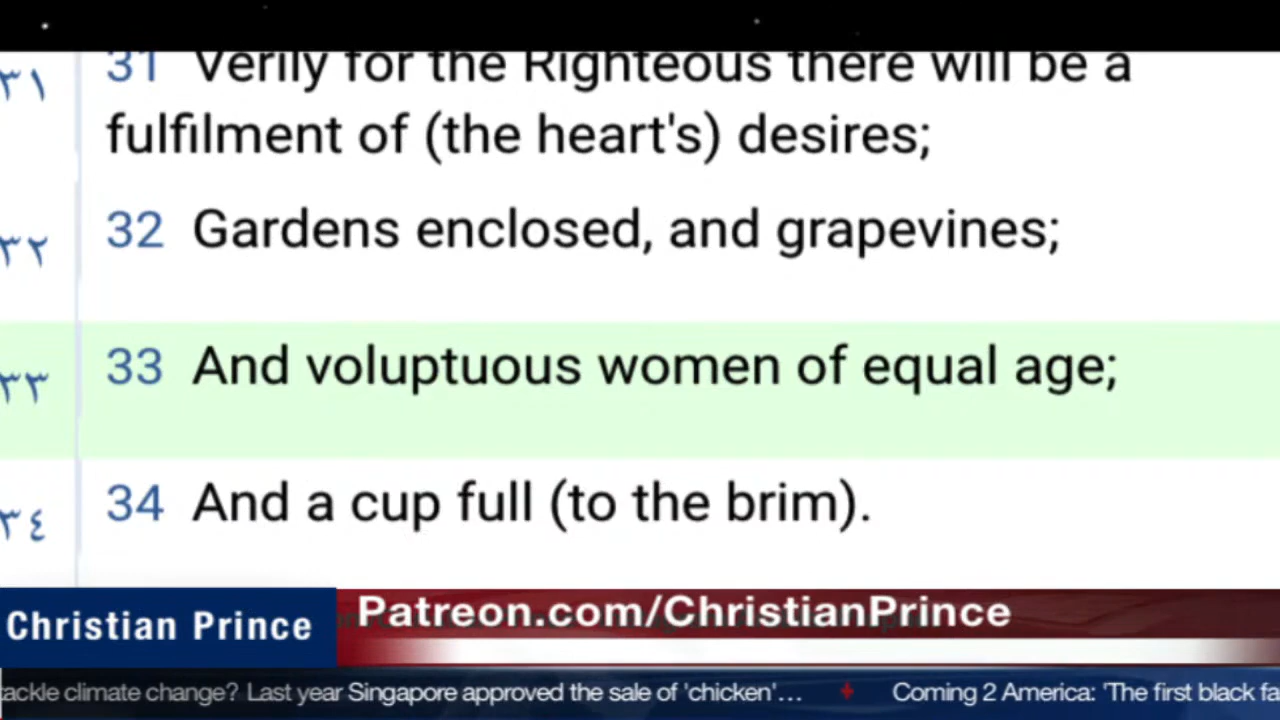 ٣١
31 Verily for the Righteous there will be a
fulfilment of (the heart's) desires;
٣٢
32 Gardens enclosed, and grapevines;
٣٣
33 And voluptuous women of equal age;
٣٤
34 And a cup full (to the brim).
Christian Prince
Patreon.com/ChristianPrince
ackle climate change? Last year Singapore approved the sale of 'chicken'... Coming 2 America: 'The first black fa